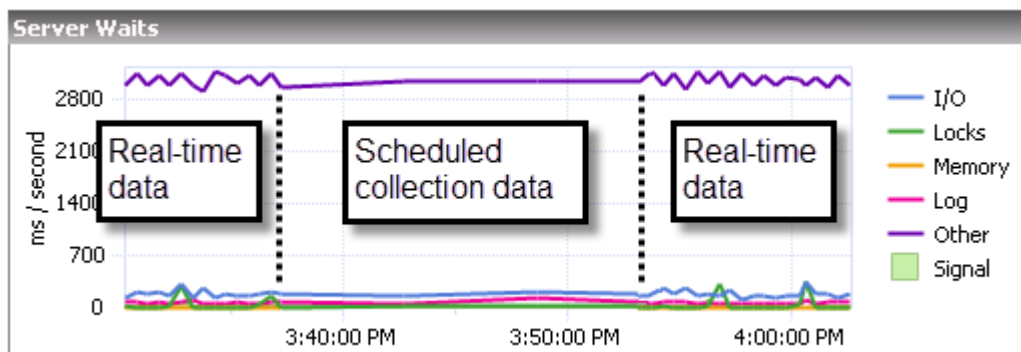 Server Waits
2800
2100
1400
700
0
ms / second
Real-time
data
Scheduled
collection data
Real-time
data
3:40:00 PM
3:50:00 PM
4:00:00 PM
I/O
Locks
Memory
Log
Other
Signal